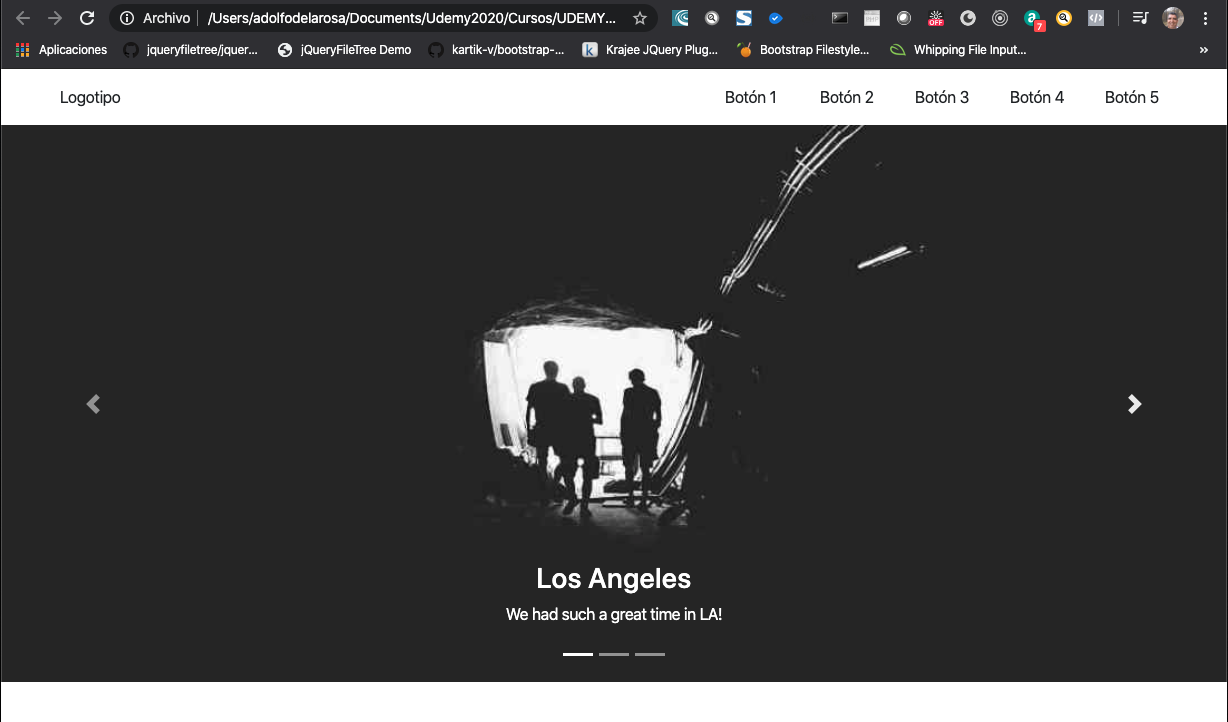 Archivo /Users/adolfodelarosa/Documents/Udemy2020/Cursos/UDEMY...
OFF
7
Aplicaciones jqueryfiletree/jquer... jQueryFileTree Demo kartik-v/bootstrap-... Krajee JQuery Plug... Bootstrap Filestyle... Whipping File Input... »
Logotipo Botón 1 Botón 2 Botón 3 Botón 4 Botón 5
Los Angeles
We had such a great time in LA!